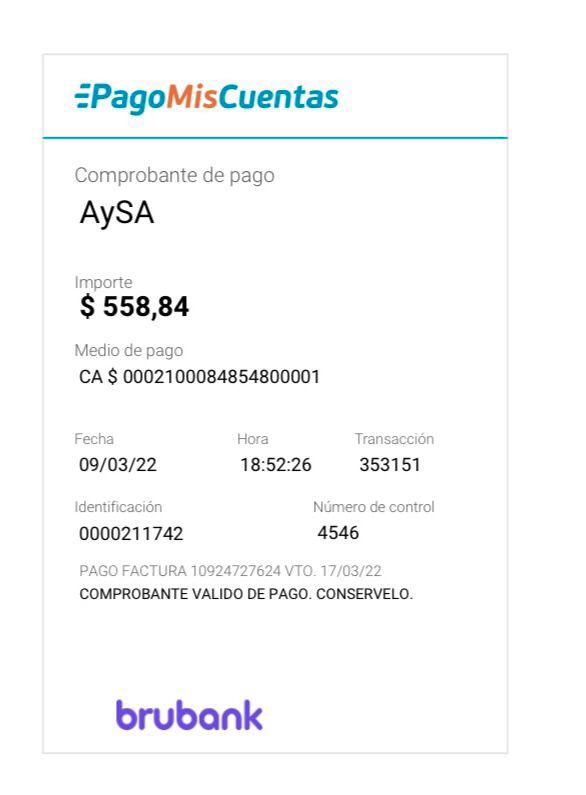 PagoMisCuentas
Comprobante de pago
AySA
Importe
$ 558,84
Medio de pago
CA $ 0002100084854800001
Fecha Hora Transacción
09/03/22 18:52:26 353151
Identificación Número de control
0000211742 4546
PAGO FACTURA 10924727624 VTO. 17/03/22
COMPROBANTE VALIDO DE PAGO. CONSERVELO.
brubank